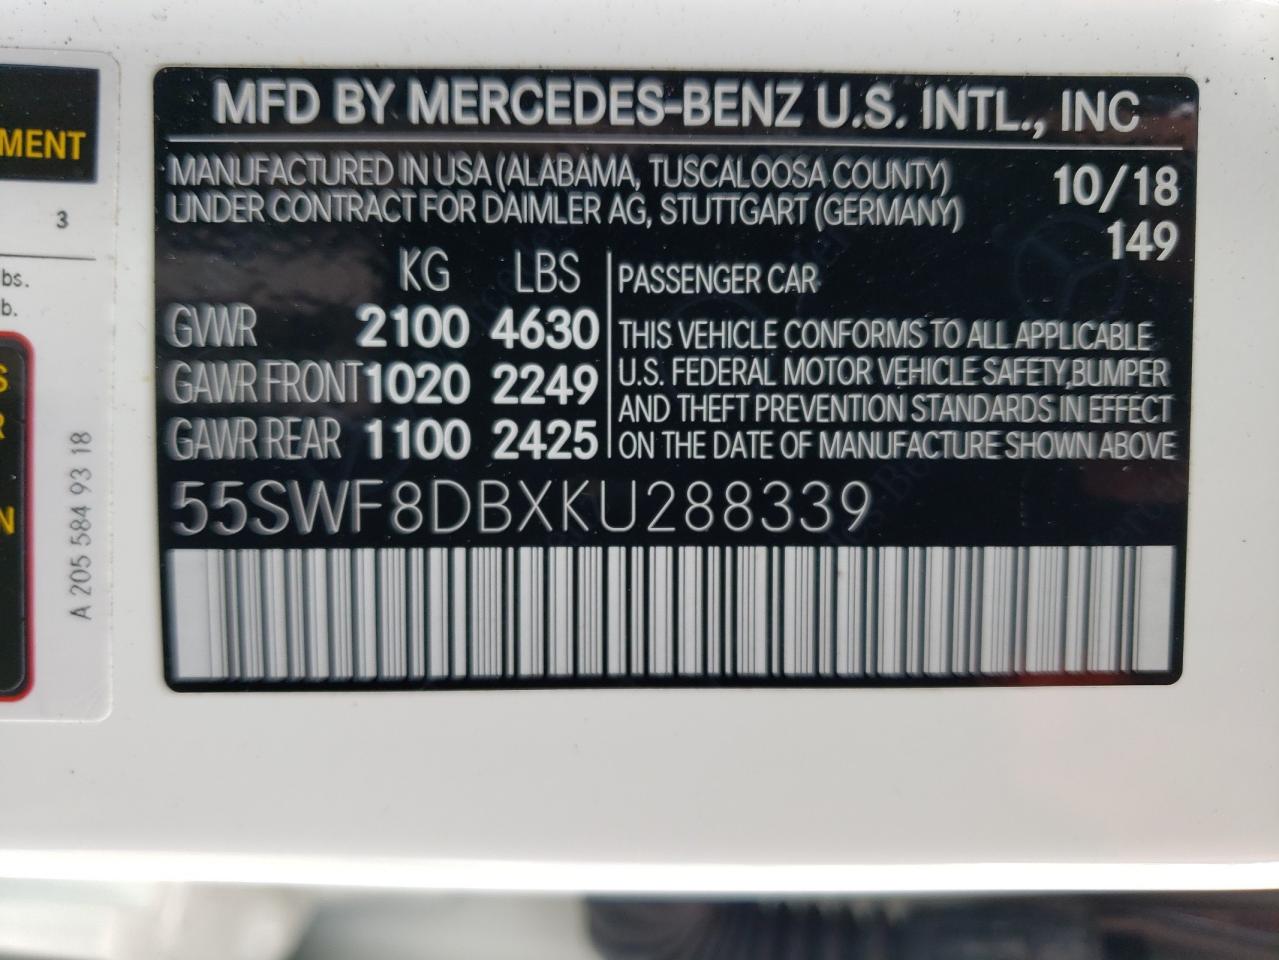 MENT
3
bs.
b.
S
R
N
A 205 584 93 18
MFD BY MERCEDES-BENZ U.S. INTL., INC
MANUFACTURED IN USA (ALABAMA, TUSCALOOSA COUNTY) 10/18
UNDER CONTRACT FOR DAIMLER AG, STUTTGART (GERMANY) 149
KG LBS
GVWR 2100 4630
GAWR FRONT 1020 2249
GAWR REAR 1100 2425
PASSENGER CAR
THIS VEHICLE CONFORMS TO ALL APPLICABLE
U.S. FEDERAL MOTOR VEHICLE SAFETY,BUMPER
AND THEFT PREVENTION STANDARDS IN EFFECT
ON THE DATE OF MANUFACTURE SHOWN ABOVE
55SWF8DBXKU288339